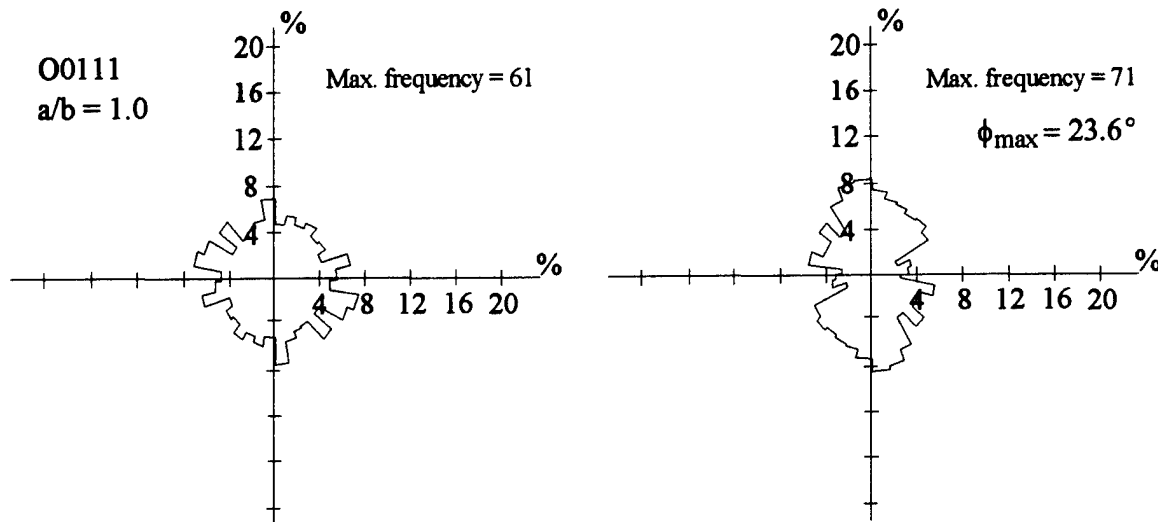 %
20
O0111
Max. frequency = 61
a/b = 1.0
16
12
8
4
%
4 8 12 16 20
%
20
Max. frequency = 71
16
ϕmax = 23.6°
12
8
4
%
4 8 12 16 20